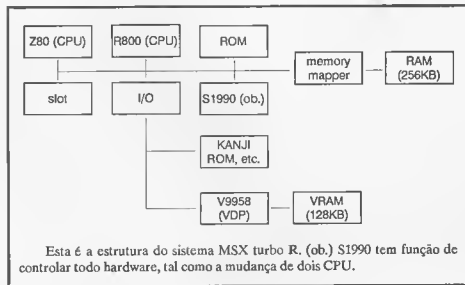 Z80 (CPU)
R800 (CPU)
ROM
memory
mapper
RAM
(256KB)
slot
I/O
S1990 (ob.)
KANJI
ROM, etc.
V9958
(VDP)
VRAM
(128KB)
Esta é a estrutura do sistema MSX turbo R. (ob.) S1990 tem função de
controlar todo hardware, tal como a mudança de dois CPU.